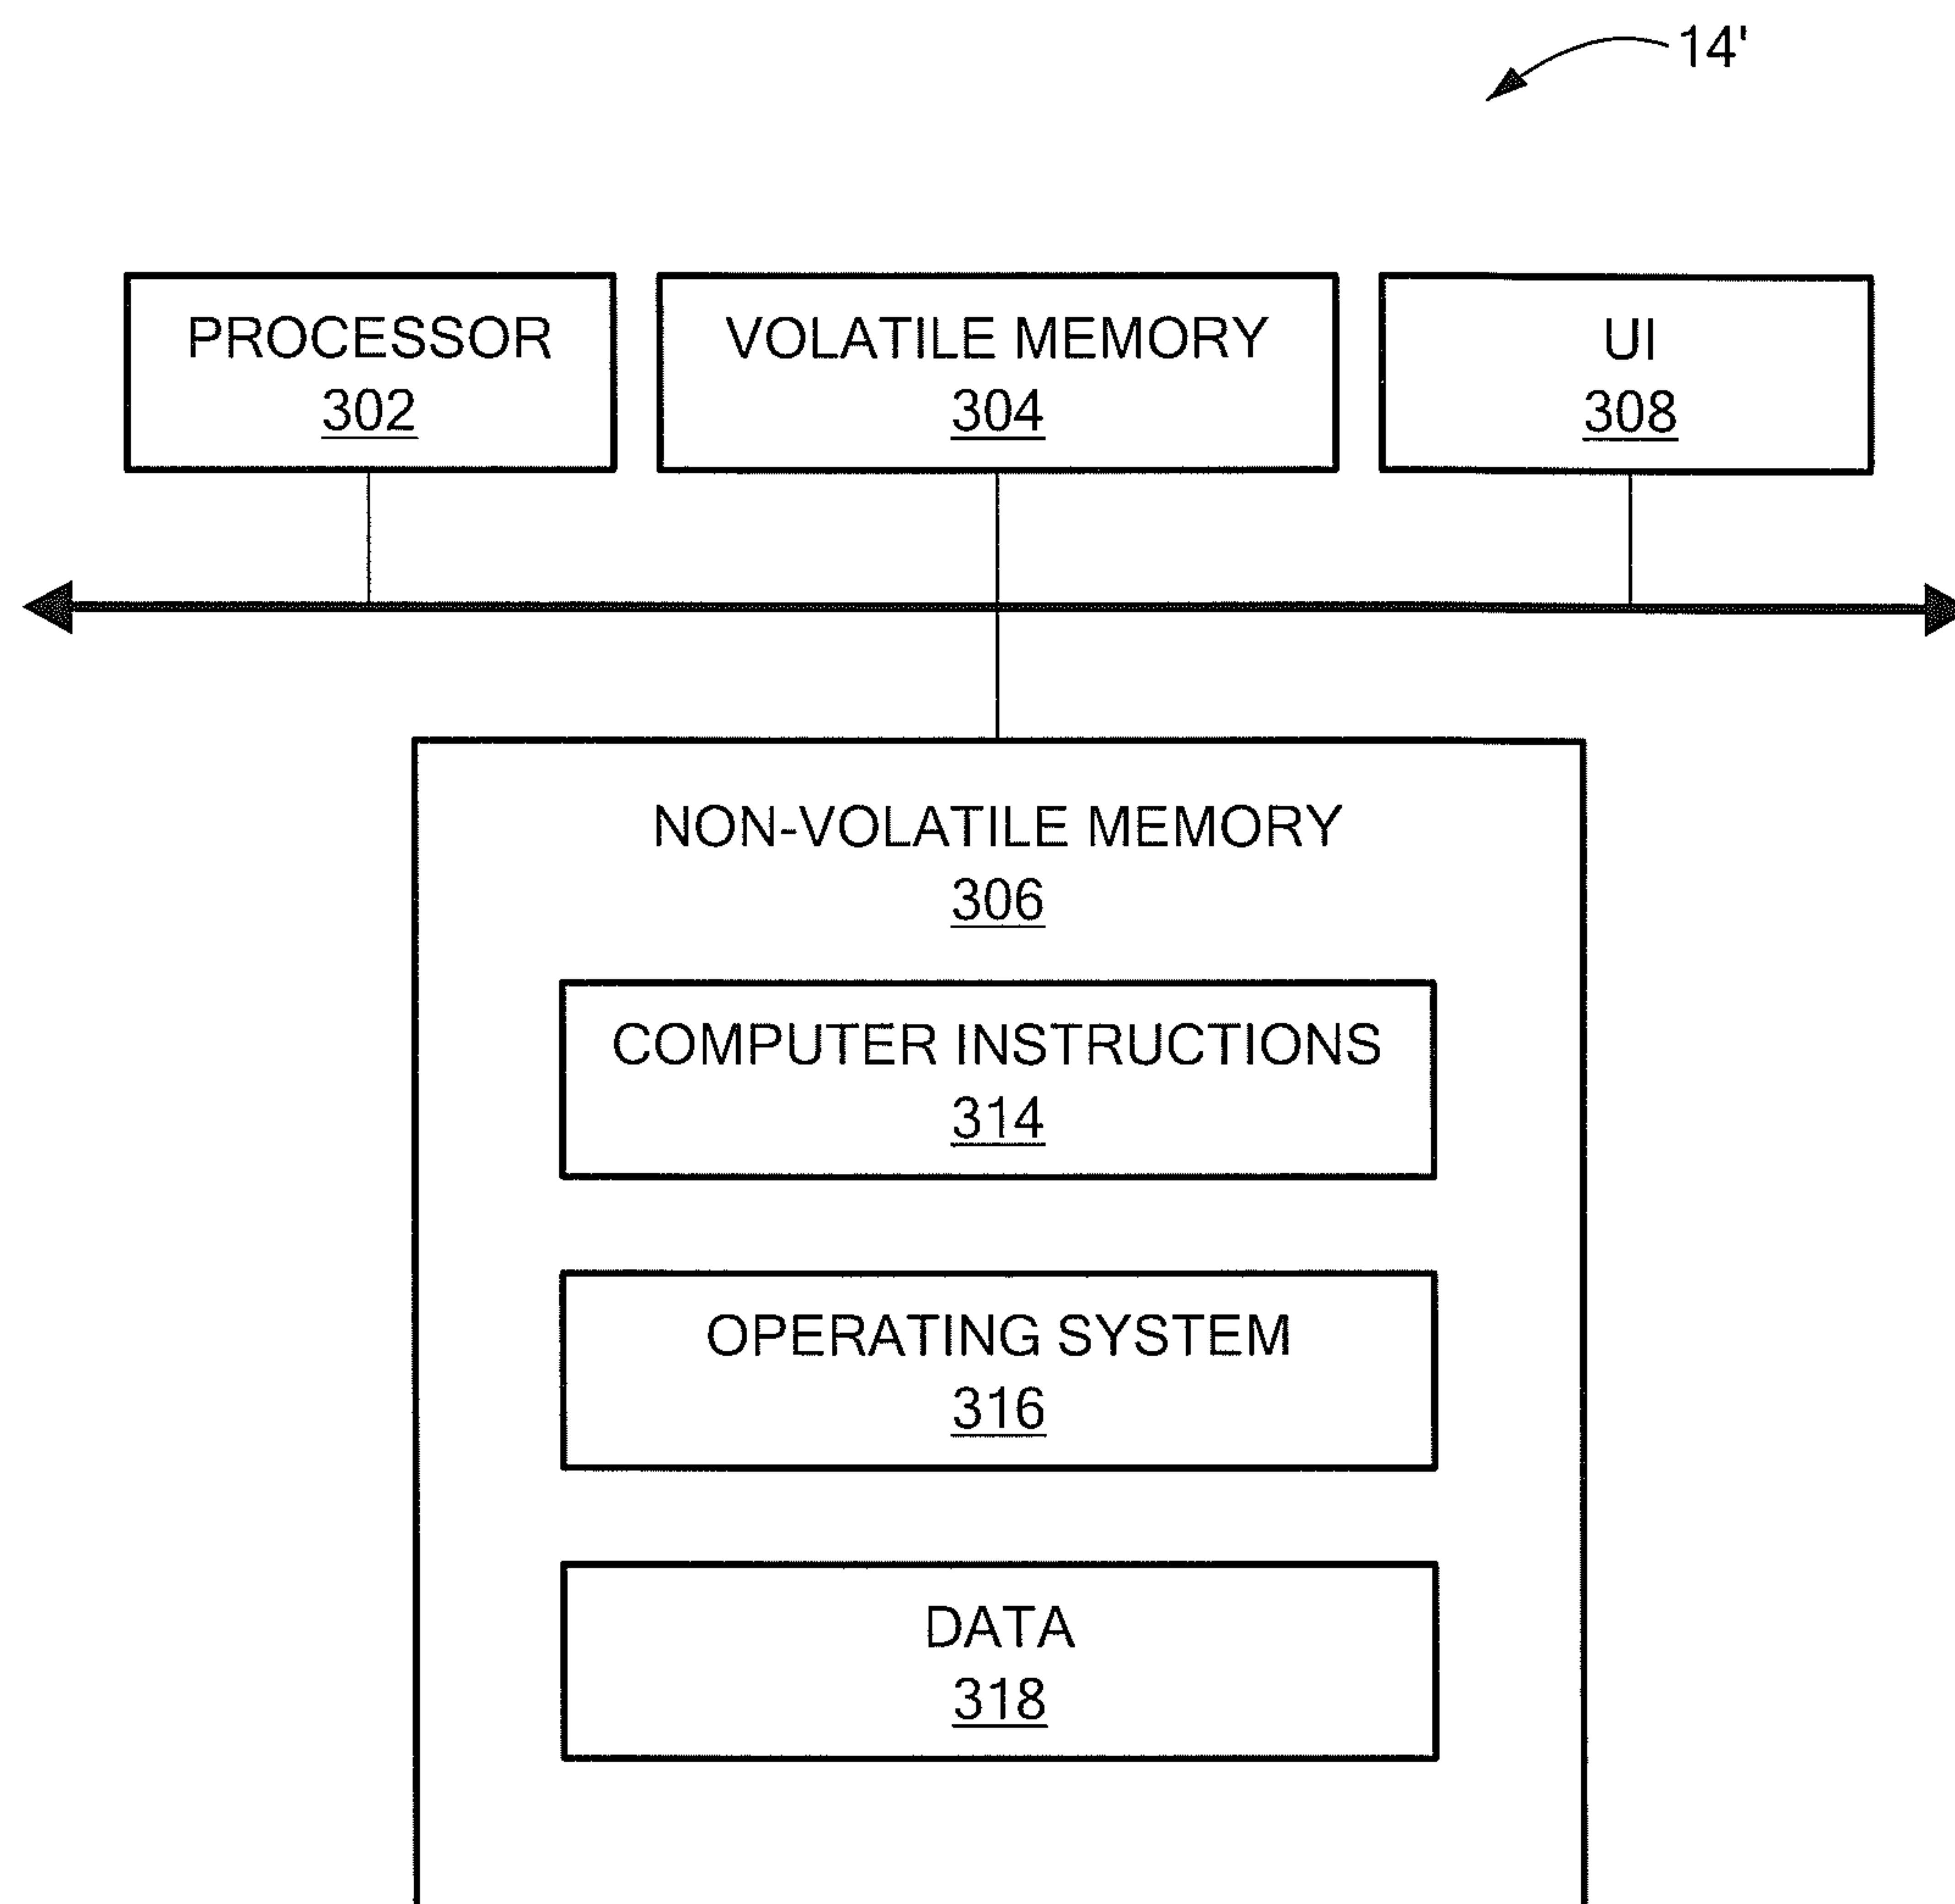 14'
PROCESSOR
302
VOLATILE MEMORY
304
UI
308
NON-VOLATILE MEMORY
306
COMPUTER INSTRUCTIONS
314
OPERATING SYSTEM
316
DATA
318